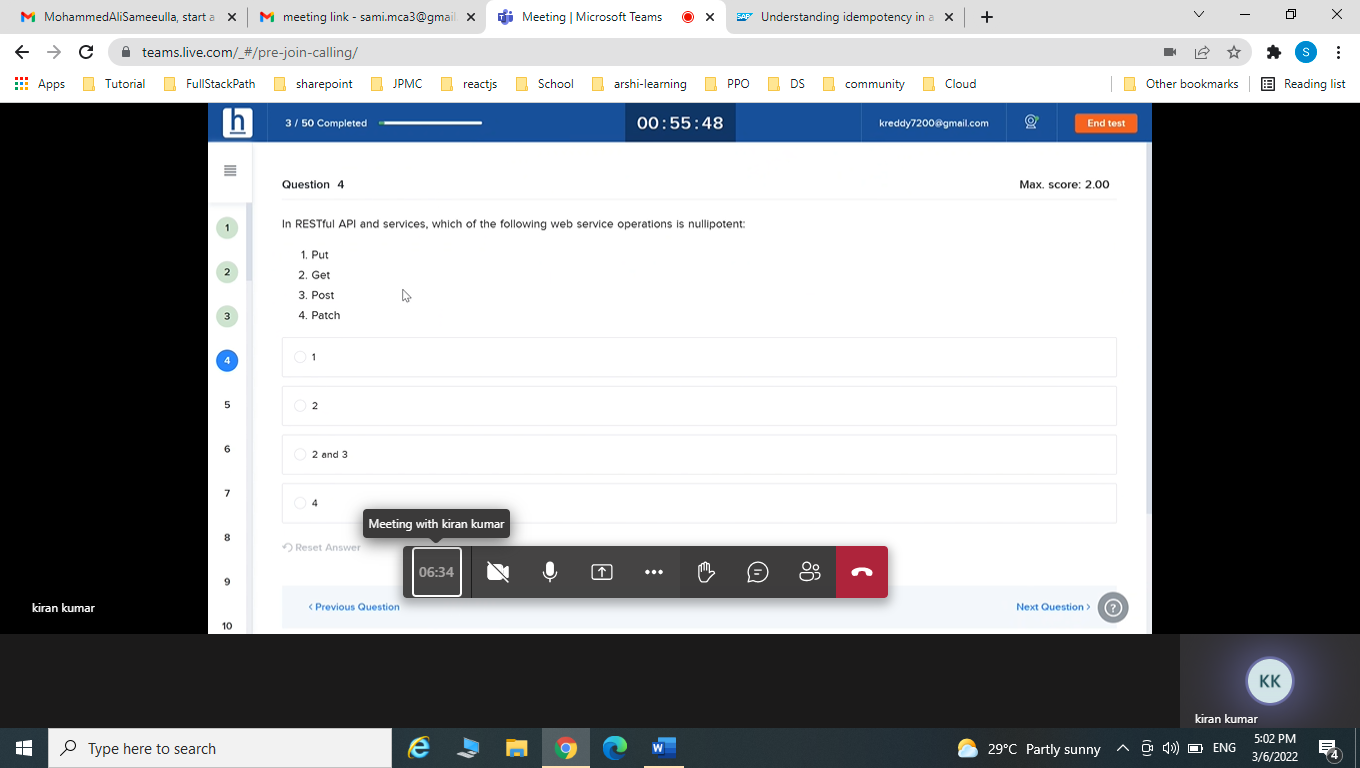 MohammedAliSameeulla, start a
meeting link - sami.mca3@gmail
Meeting | Microsoft Teams
SAP
Understanding idempotency in a
teams.live.com/_#/pre-join-calling/
S
Apps
Tutorial
FullStackPath
sharepoint
JPMC
reactjs
School
arshi-learning
PPO
DS
community
Cloud
Other bookmarks
Reading list
h
3 / 50 Completed
00:55:48
kreddy7200@gmail.com
End test
Question 4
Max. score: 2.00
In RESTful API and services, which of the following web service operations is nullipotent:
1. Put
2. Get
3. Post
4. Patch
1
2
2 and 3
4
1
2
3
4
5
6
7
8
9
10
Meeting with kiran kumar
Reset Answer
06:34
< Previous Question
Next Question >
?
kiran kumar
KK
kiran kumar
Type here to search
29°C Partly sunny
ENG
5:02 PM
3/6/2022
4